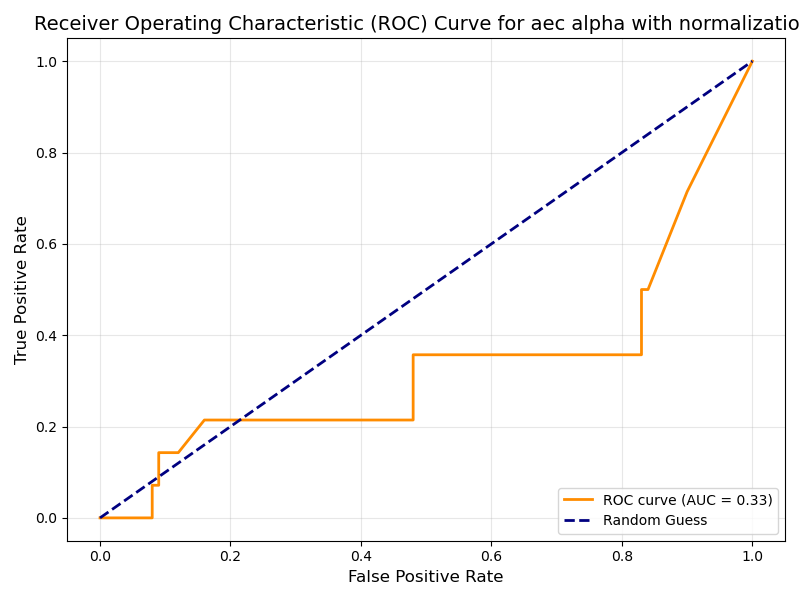 Receiver Operating Characteristic (ROC) Curve for aec alpha with normalizatio
True Positive Rate
1.0
0.8
0.6
0.4
0.2
0.0
ROC curve (AUC = 0.33)
Random Guess
0.0 0.2 0.4 0.6 0.8 1.0
False Positive Rate